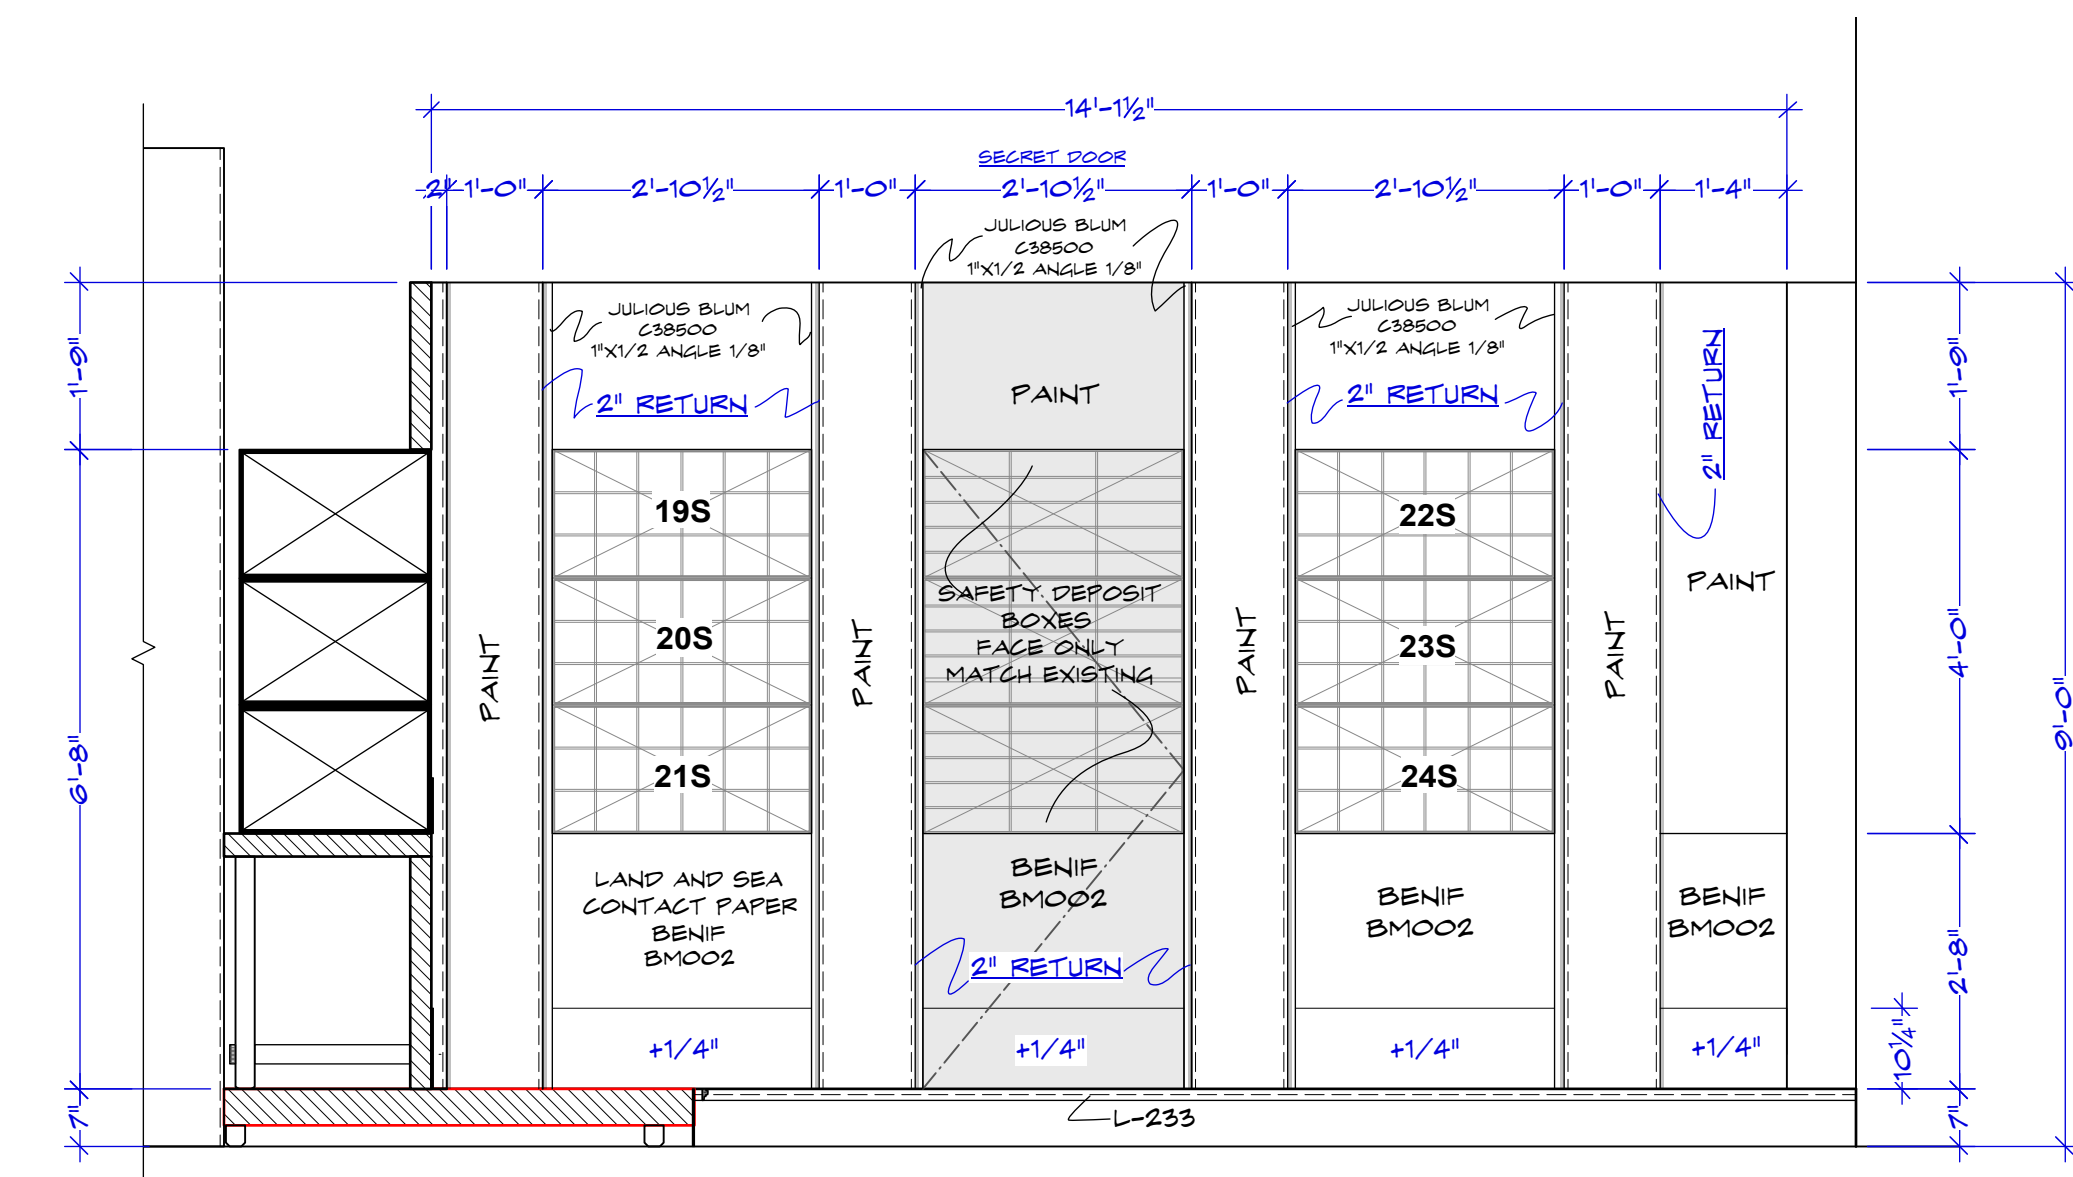 14'-1½"
SECRET DOOR
2" 1'-0" 2'-10½" 1'-0" 2'-10½" 1'-0" 2'-10½" 1'-0" 1'-4"
JULIOUS BLUM
C38500
1"X1/2 ANGLE 1/8"
JULIOUS BLUM
C38500
1"X1/2 ANGLE 1/8"
JULIOUS BLUM
C38500
1"X1/2 ANGLE 1/8"
2" RETURN
PAINT
2" RETURN
2" RETURN
1'-9"
1'-9"
19S
20S
21S
SAFETY DEPOSIT
BOXES
FACE ONLY
MATCH EXISTING
22S
23S
24S
PAINT
PAINT
PAINT
PAINT
PAINT
6'-8"
4'-0"
9'-0"
LAND AND SEA
CONTACT PAPER
BENIF
BM002
BENIF
BM002
2" RETURN
BENIF
BM002
BENIF
BM002
2'-8"
10¼"
+1/4"
+1/4"
+1/4"
+1/4"
7"
L-233
7"